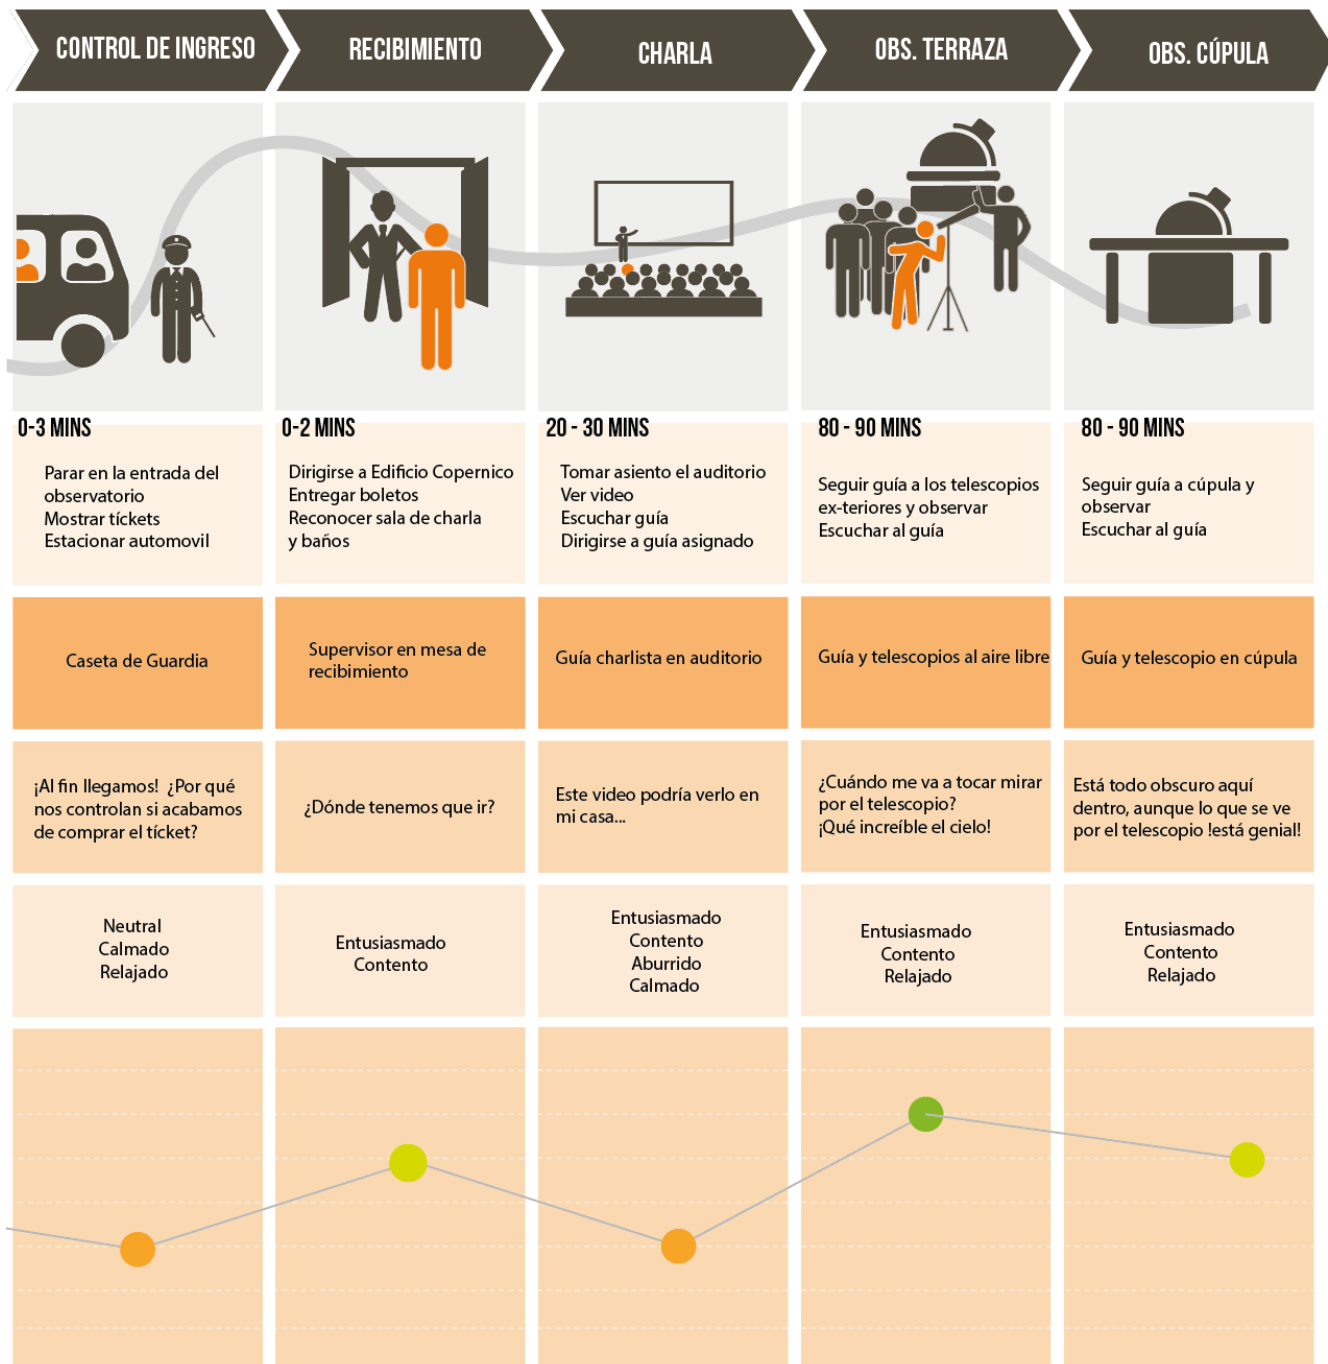 CONTROL DE INGRESO
RECIBIMIENTO
CHARLA
OBS. TERRAZA
OBS. CÚPULA
0-3 MINS
0-2 MINS
20 - 30 MINS
80 - 90 MINS
80 - 90 MINS
Parar en la entrada del
observatorio
Mostrar tíckets
Estacionar automovil
Dirigirse a Edificio Copernico
Entregar boletos
Reconocer sala de charla
y baños
Tomar asiento el auditorio
Ver video
Escuchar guía
Dirigirse a guía asignado
Seguir guía a los telescopios
ex-teriores y observar
Escuchar al guía
Seguir guía a cúpula y
observar
Escuchar al guía
Caseta de Guardia
Supervisor en mesa de
recibimiento
Guía charlista en auditorio
Guía y telescopios al aire libre
Guía y telescopio en cúpula
¡Al fin llegamos! ¿Por qué
nos controlan si acabamos
de comprar el tícket?
¿Dónde tenemos que ir?
Este video podría verlo en
mi casa...
¿Cuándo me va a tocar mirar
por el telescopio?
¡Qué increíble el cielo!
Está todo obscuro aquí
dentro, aunque lo que se ve
por el telescopio !está genial!
Neutral
Calmado
Relajado
Entusiasmado
Contento
Entusiasmado
Contento
Aburrido
Calmado
Entusiasmado
Contento
Relajado
Entusiasmado
Contento
Relajado